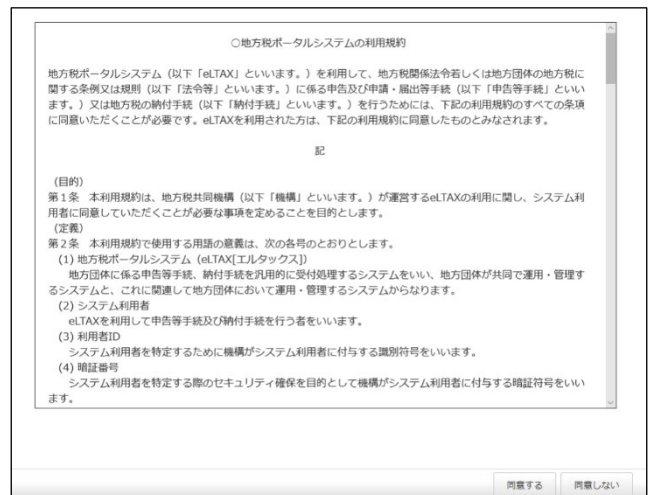 ○地方税ポータルシステムの利用規約
地方税ポータルシステム（以下「eLTAX」といいます。）を利用して、地方税関係法令若しくは地方団体の地方税に
関する条例又は規則（以下「法令等」といいます。）に係る申告及び申請・届出等手続（以下「申告等手続」といい
ます。）又は地方税の納付手続（以下「納付手続」といいます。）を行うためには、下記の利用規約のすべての条項
に同意いただくことが必要です。eLTAXを利用された方は、下記の利用規約に同意したものとみなされます。
記
（目的）
第１条　本利用規約は、地方税共同機構（以下「機構」といいます。）が運営するeLTAXの利用に関し、システム利
用者に同意していただくことが必要な事項を定めることを目的とします。
（定義）
第２条　本利用規約で使用する用語の意義は、次の各号のとおりとします。
(1) 地方税ポータルシステム（eLTAX[エルタックス]）
地方団体に係る申告等手続、納付手続を汎用的に受付処理するシステムをいい、地方団体が共同で運用・管理す
るシステムと、これに関連して地方団体において運用・管理するシステムからなります。
(2) システム利用者
eLTAXを利用して申告等手続及び納付手続を行う者をいいます。
(3) 利用者ID
システム利用者を特定するために機構がシステム利用者に付与する識別符号をいいます。
(4) 暗証番号
システム利用者を特定する際のセキュリティ確保を目的として機構がシステム利用者に付与する暗証符号をいい
ます。
同意する　同意しない